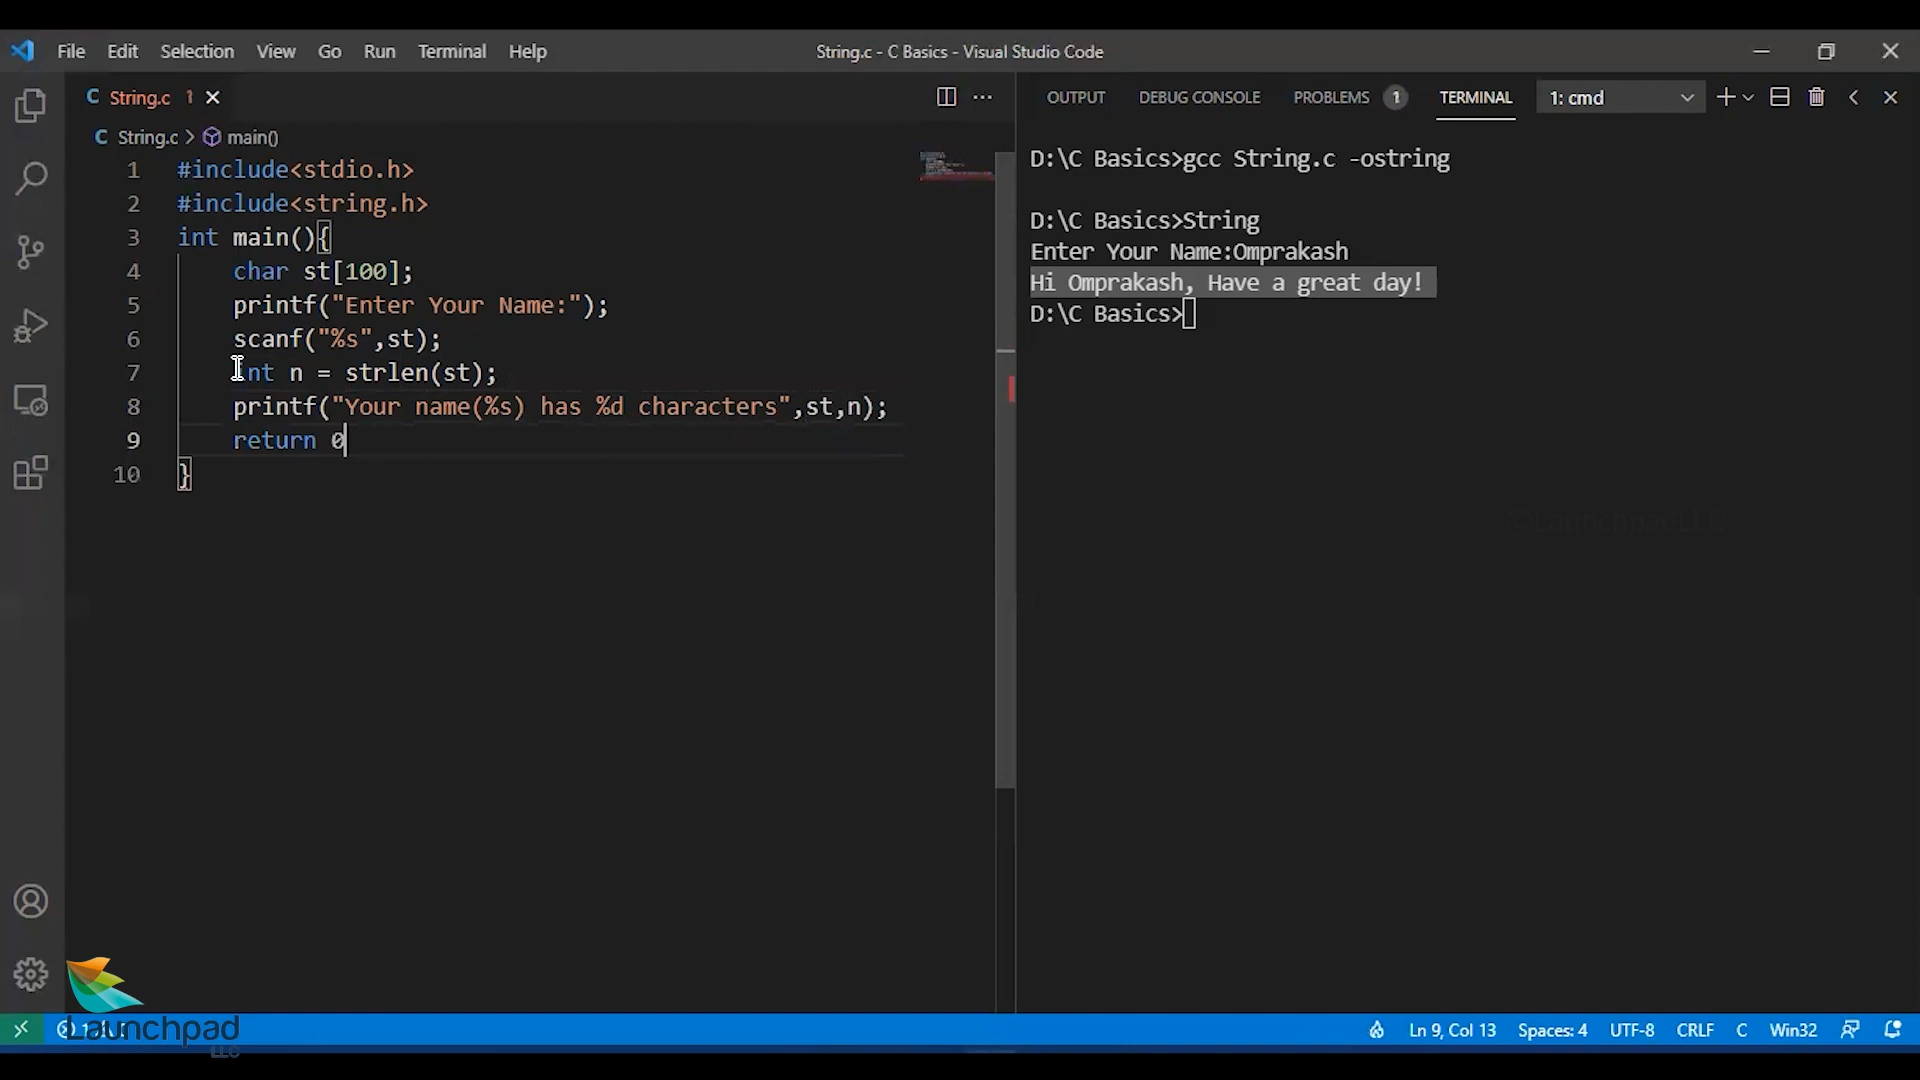 File Edit Selection View Go Run Terminal Help String.c - C Basics - Visual Studio Code
C String.c 1
C String.c > main()
1 #include<stdio.h>
2 #include<string.h>
3 int main(){
4 char st[100];
5 printf("Enter Your Name:");
6 scanf("%s",st);
7 int n = strlen(st);
8 printf("Your name(%s) has %d characters",st,n);
9 return 0
10 }
OUTPUT DEBUG CONSOLE PROBLEMS 1 TERMINAL 1: cmd
D:\C Basics>gcc String.c -ostring
D:\C Basics>String
Enter Your Name:Omprakash
Hi Omprakash, Have a great day!
D:\C Basics>
©LaunchpadLLC
Launchpad
LLC
Ln 9, Col 13 Spaces: 4 UTF-8 CRLF C Win32